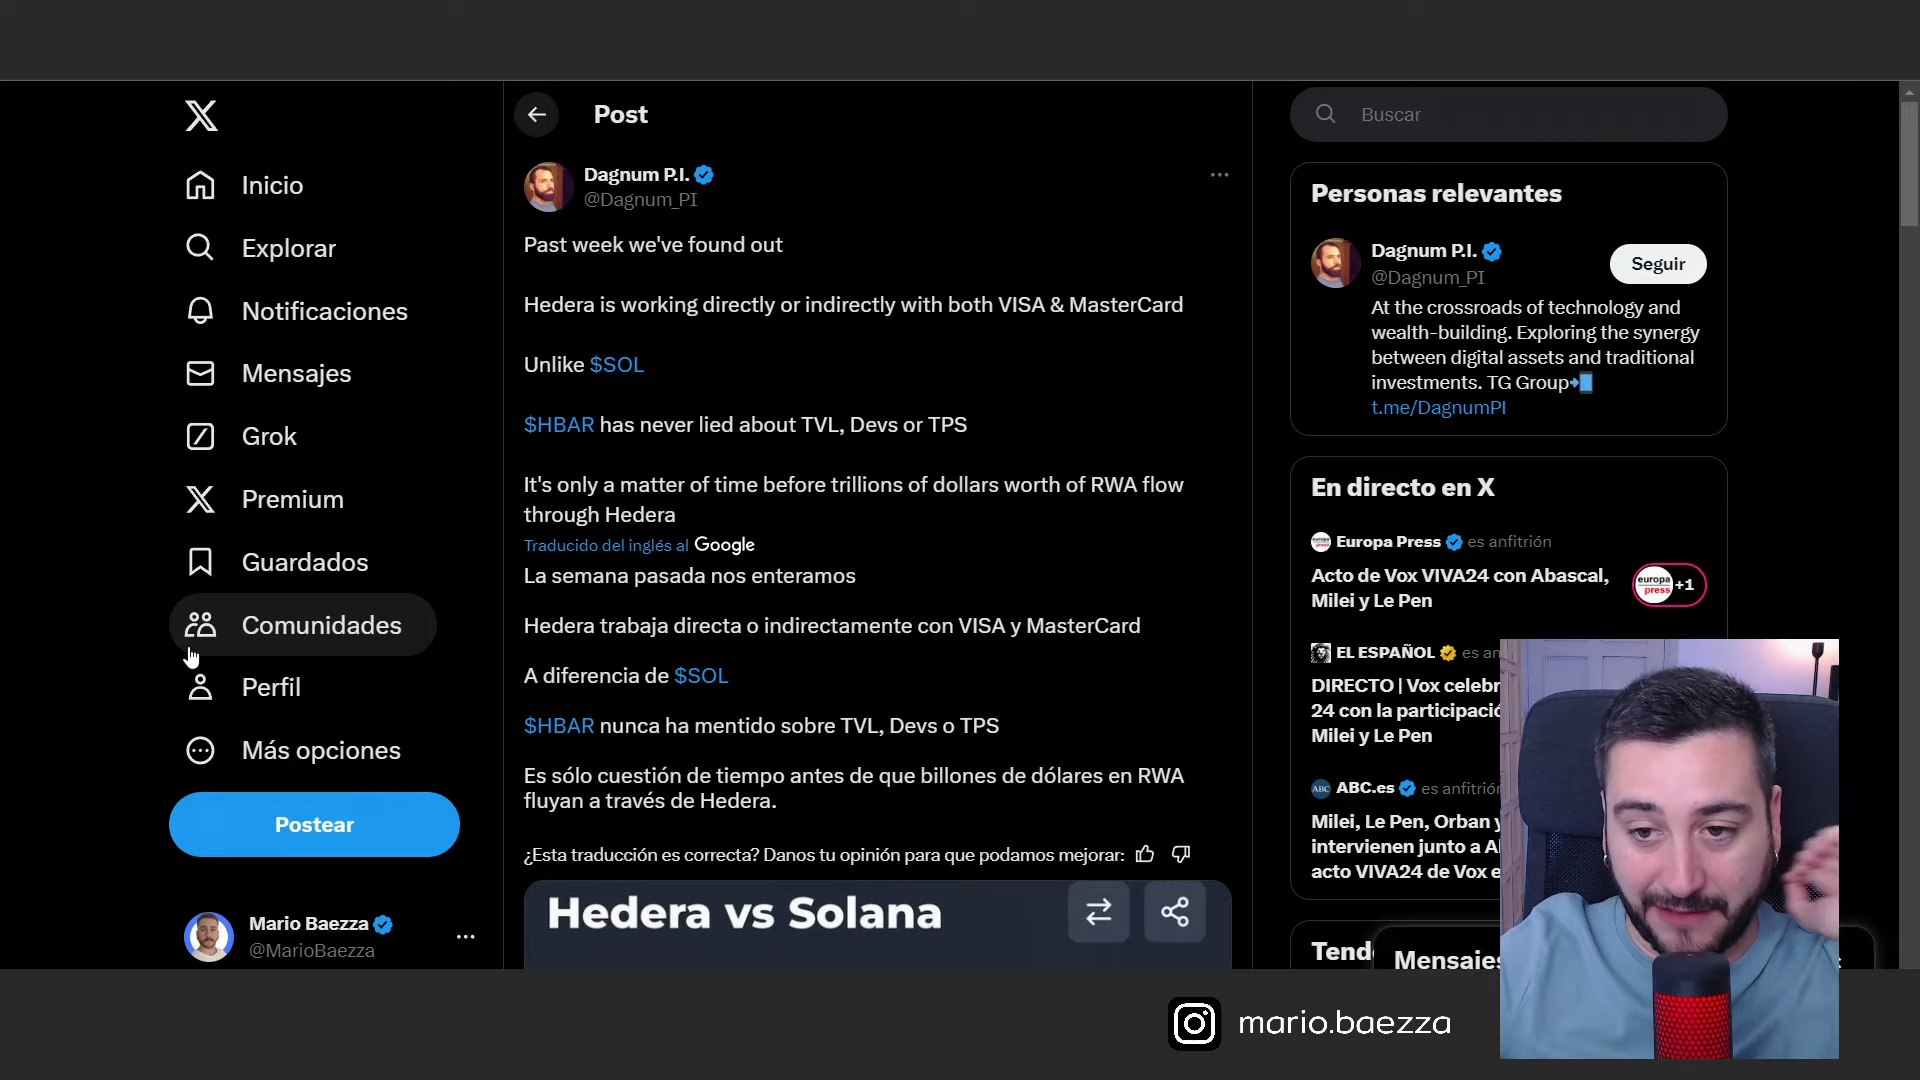 Inicio
Explorar
Notificaciones
Mensajes
Grok
Premium
Guardados
Comunidades
Perfil
Más opciones
Postear
Mario Baezza
@MarioBaezza
Post
Dagnum P.I.
@Dagnum_PI
Past week we've found out
Hedera is working directly or indirectly with both VISA & MasterCard
Unlike $SOL
$HBAR has never lied about TVL, Devs or TPS
It's only a matter of time before trillions of dollars worth of RWA flow
through Hedera
Traducido del inglés al Google
La semana pasada nos enteramos
Hedera trabaja directa o indirectamente con VISA y MasterCard
A diferencia de $SOL
$HBAR nunca ha mentido sobre TVL, Devs o TPS
Es sólo cuestión de tiempo antes de que billones de dólares en RWA
fluyan a través de Hedera.
¿Esta traducción es correcta? Danos tu opinión para que podamos mejorar:
Hedera vs Solana
Buscar
Personas relevantes
Dagnum P.I.
@Dagnum_PI
Seguir
At the crossroads of technology and
wealth-building. Exploring the synergy
between digital assets and traditional
investments. TG Group
t.me/DagnumPI
En directo en X
Europa Press es anfitrión
Acto de Vox VIVA24 con Abascal,
Milei y Le Pen
europa
press
+1
EL ESPAÑOL es an
DIRECTO | Vox celebr
24 con la participació
Milei y Le Pen
ABC
ABC.es es anfitrión
Milei, Le Pen, Orban y
intervienen junto a A
acto VIVA24 de Vox e
Tend
Mensajes
mario.baezza